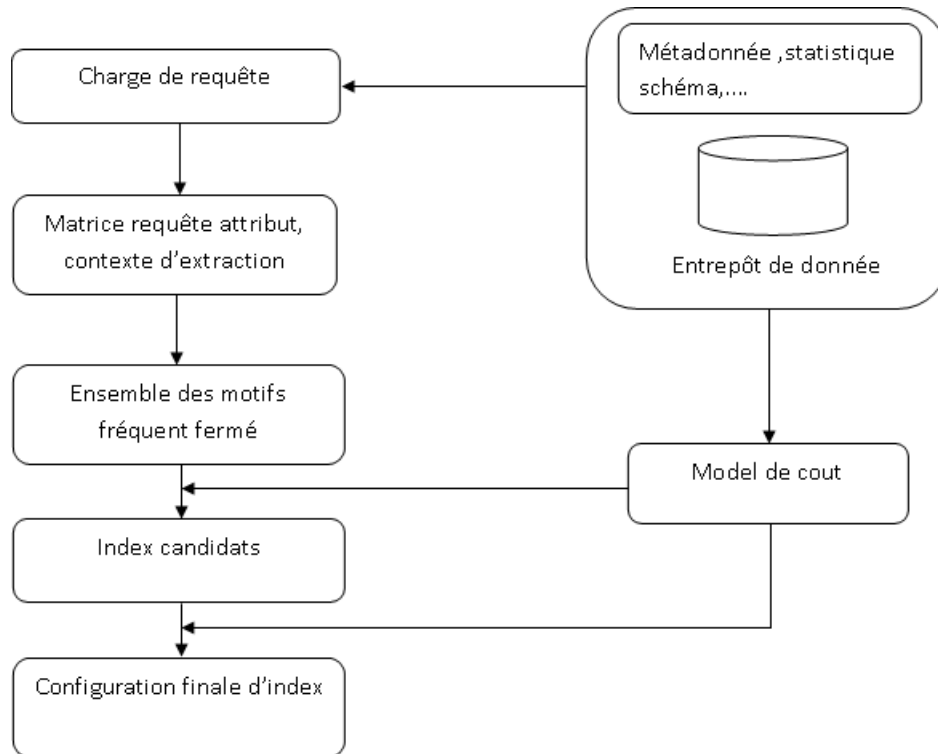 Charge de requête
Métadonnée ,statistique
schéma,....
Entrepôt de donnée
Matrice requête attribut,
contexte d'extraction
Ensemble des motifs
fréquent fermé
Model de cout
Index candidats
Configuration finale d'index